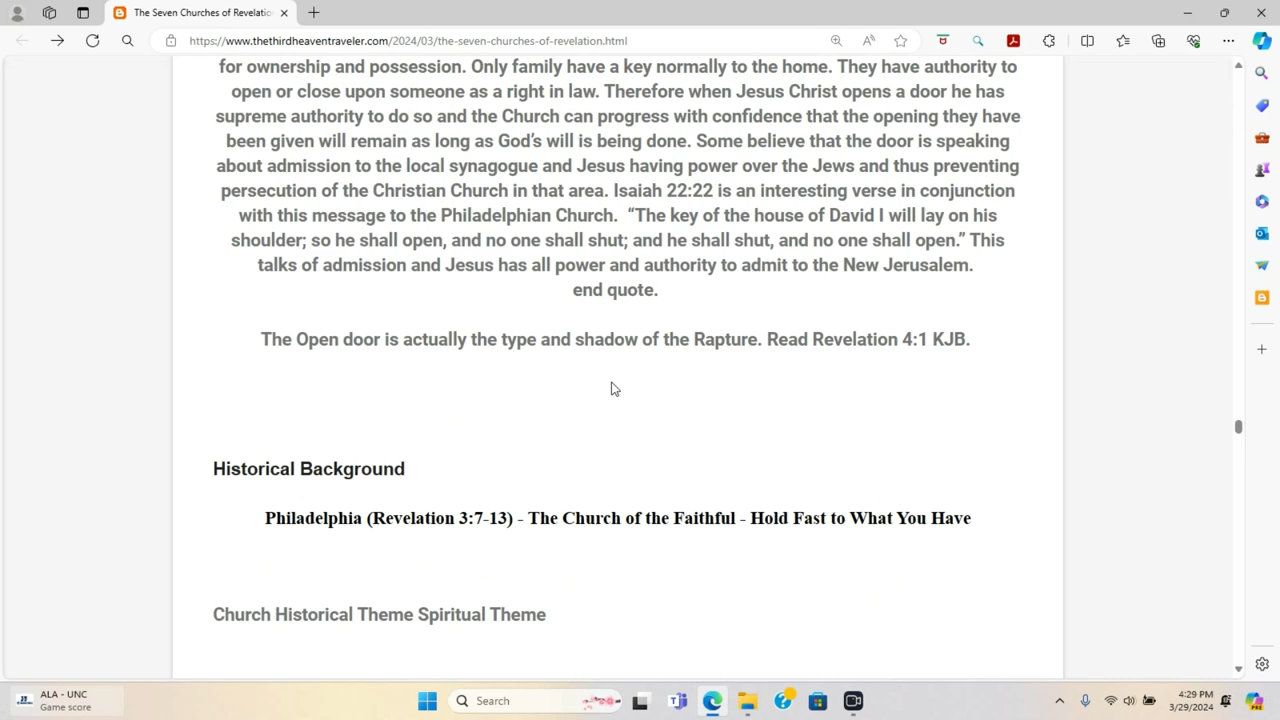 The Seven Churches of Revelatio
https://www.thethirdheaventraveler.com/2024/03/the-seven-churches-of-revelation.html
for ownership and possession. Only family have a key normally to the home. They have authority to
open or close upon someone as a right in law. Therefore when Jesus Christ opens a door he has
supreme authority to do so and the Church can progress with confidence that the opening they have
been given will remain as long as God's will is being done. Some believe that the door is speaking
about admission to the local synagogue and Jesus having power over the Jews and thus preventing
persecution of the Christian Church in that area. Isaiah 22:22 is an interesting verse in conjunction
with this message to the Philadelphian Church.  “The key of the house of David I will lay on his
shoulder; so he shall open, and no one shall shut; and he shall shut, and no one shall open.” This
talks of admission and Jesus has all power and authority to admit to the New Jerusalem.
end quote.
The Open door is actually the type and shadow of the Rapture. Read Revelation 4:1 KJB.
Historical Background
Philadelphia (Revelation 3:7-13) - The Church of the Faithful - Hold Fast to What You Have
Church Historical Theme Spiritual Theme
ALA - UNC
Game score
Search
4:29 PM
3/29/2024